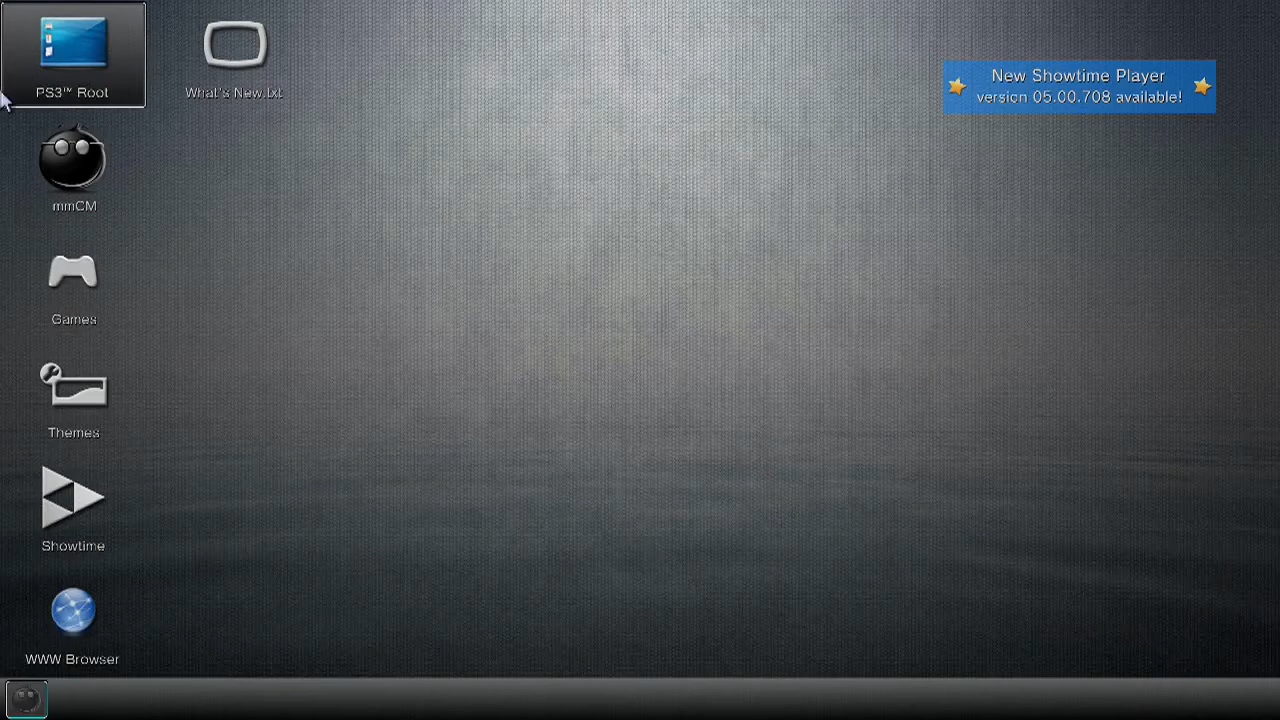 PS3™ Root
What's New.txt
New Showtime Player
version 05.00.708 available!
mmCM
Games
Themes
Showtime
WWW Browser